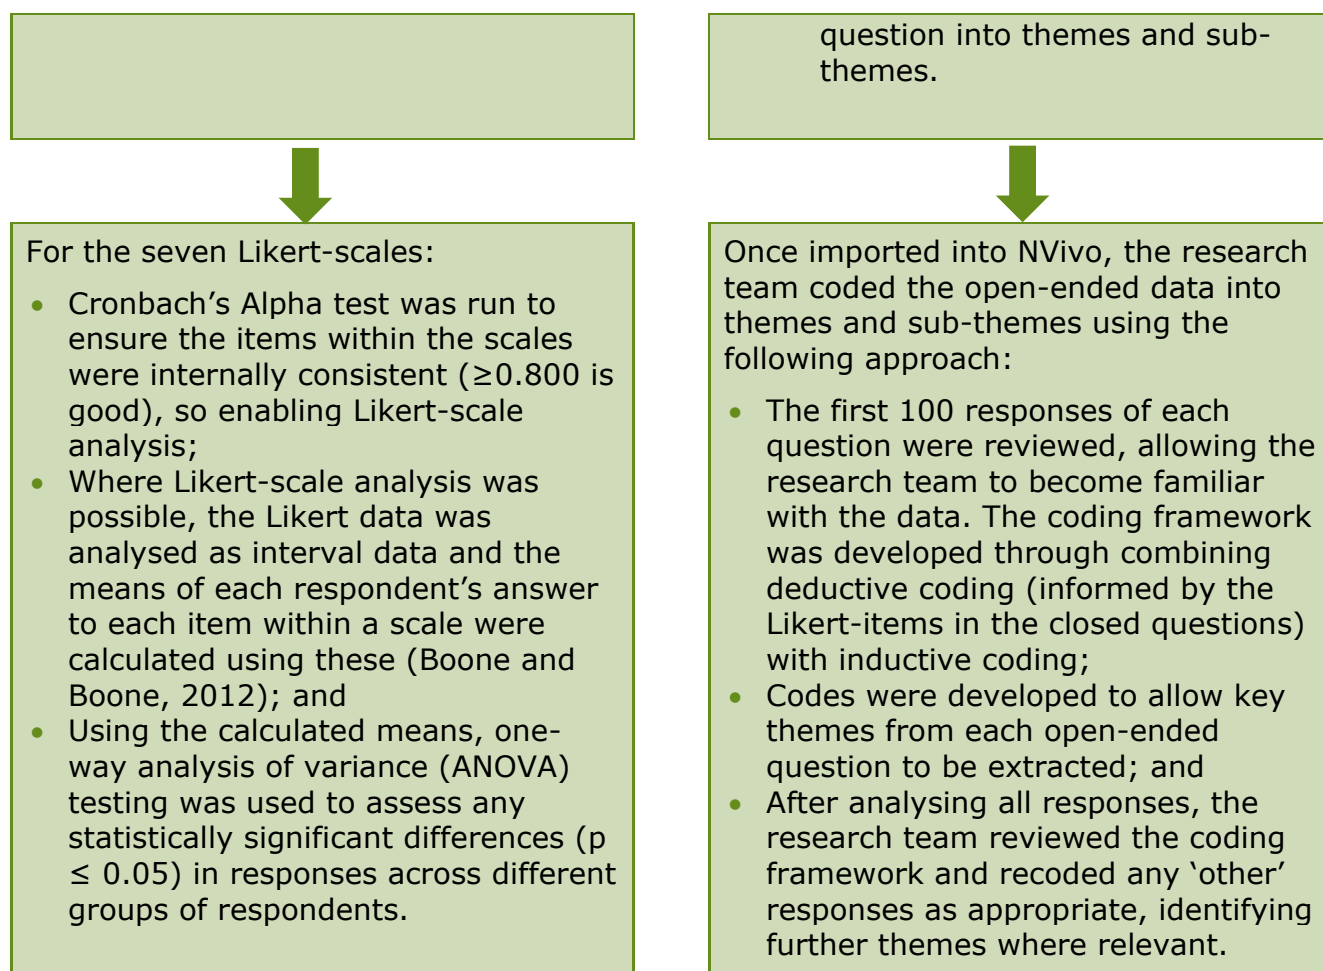 question into themes and sub-
themes.
For the seven Likert-scales:
• Cronbach’s Alpha test was run to
ensure the items within the scales
were internally consistent (≥0.800 is
good), so enabling Likert-scale
analysis;
• Where Likert-scale analysis was
possible, the Likert data was
analysed as interval data and the
means of each respondent’s answer
to each item within a scale were
calculated using these (Boone and
Boone, 2012); and
• Using the calculated means, one-
way analysis of variance (ANOVA)
testing was used to assess any
statistically significant differences (p
≤ 0.05) in responses across different
groups of respondents.
Once imported into NVivo, the research
team coded the open-ended data into
themes and sub-themes using the
following approach:
• The first 100 responses of each
question were reviewed, allowing the
research team to become familiar
with the data. The coding framework
was developed through combining
deductive coding (informed by the
Likert-items in the closed questions)
with inductive coding;
• Codes were developed to allow key
themes from each open-ended
question to be extracted; and
• After analysing all responses, the
research team reviewed the coding
framework and recoded any ‘other’
responses as appropriate, identifying
further themes where relevant.